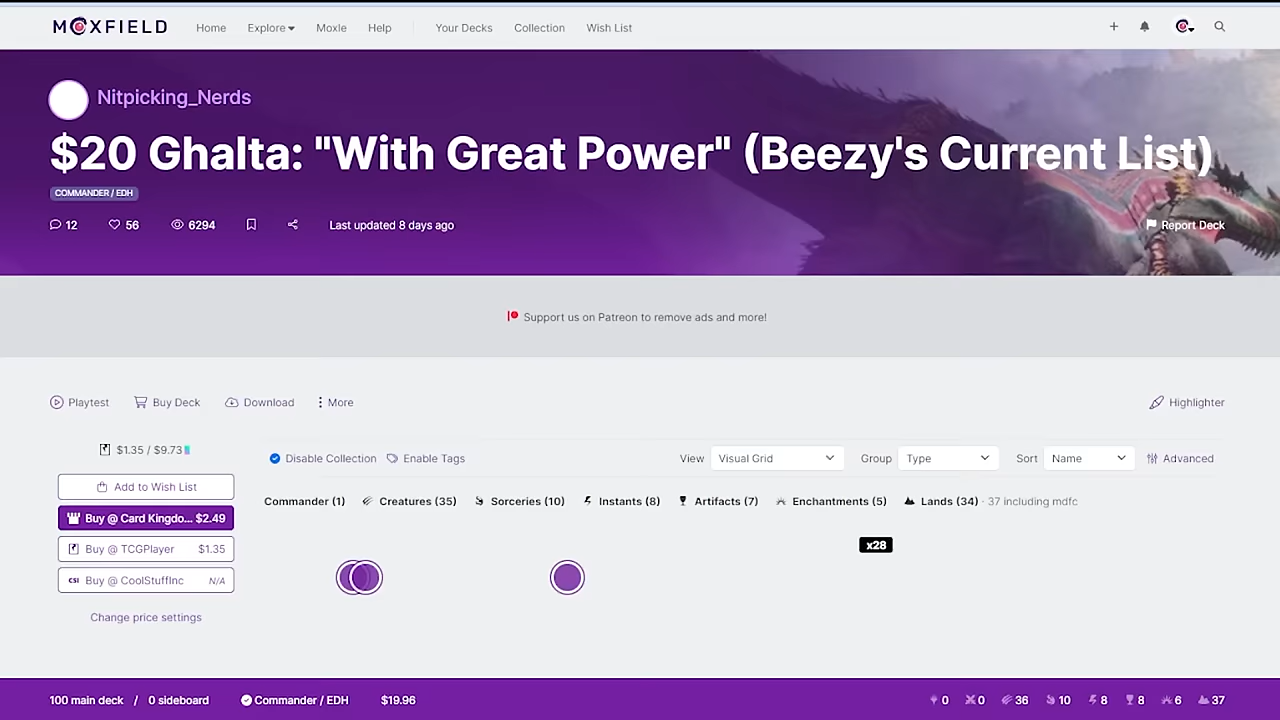 MOXFIELD Home Explore Moxie Help Your Decks Collection Wish List
Nitpicking_Nerds
$20 Ghalta: "With Great Power" (Beezy's Current List)
COMMANDER / EDH
12 56 6294 Last updated 8 days ago Report Deck
Support us on Patreon to remove ads and more!
Playtest Buy Deck Download More Highlighter
$1.35 / $9.73
Disable Collection Enable Tags View Visual Grid Group Type Sort Name Advanced
Add to Wish List
Commander (1) Creatures (35) Sorceries (10) Instants (8) Artifacts (7) Enchantments (5) Lands (34) · 37 including mdfc
Buy @ Card Kingdo... $2.49
x28
Buy @ TCGPlayer $1.35
CSI Buy @ CoolStuffInc N/A
Change price settings
100 main deck / 0 sideboard Commander / EDH $19.96 0 0 36 10 8 8 6 37